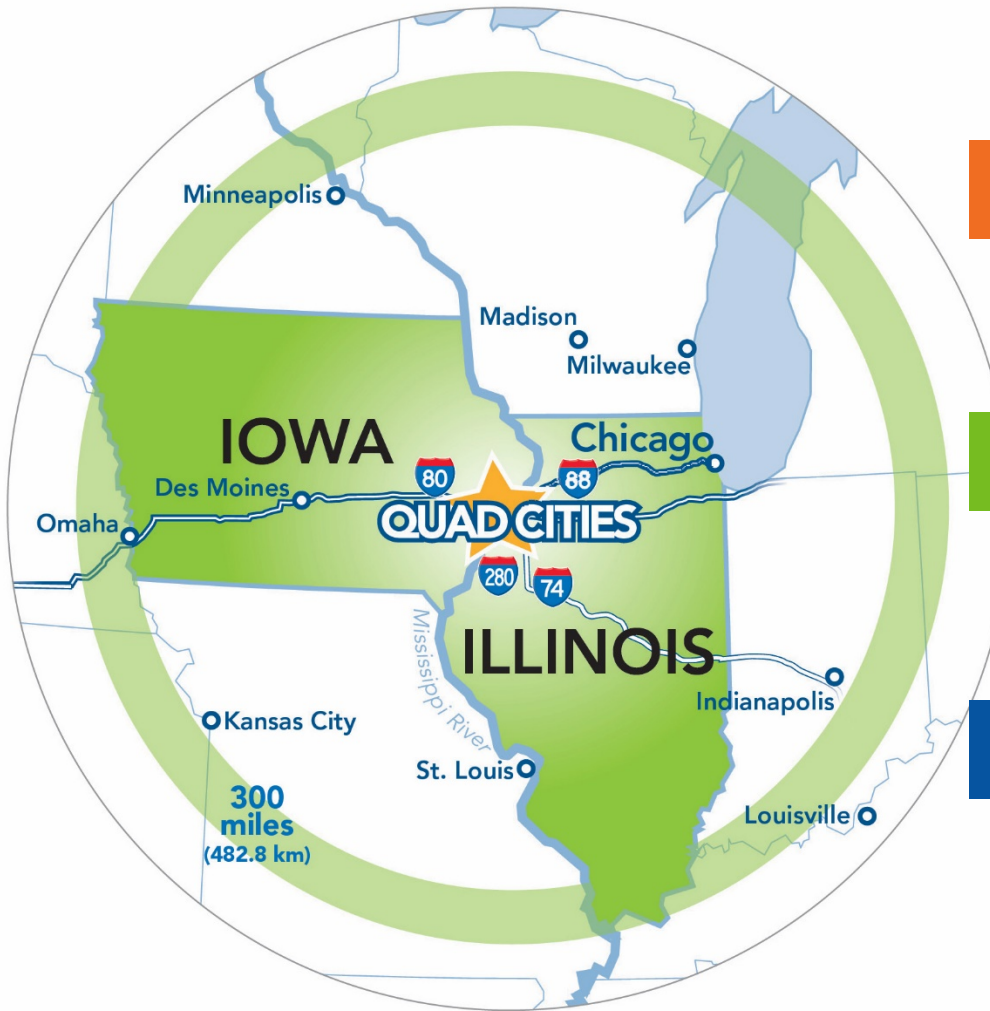 Minneapolis
Madison
Milwaukee
IOWA
Chicago
80
88
Des Moines
Omaha
QUAD CITIES
280
74
Mississippi River
ILLINOIS
Indianapolis
Kansas City
St. Louis
300
miles
(482.8 km)
Louisville